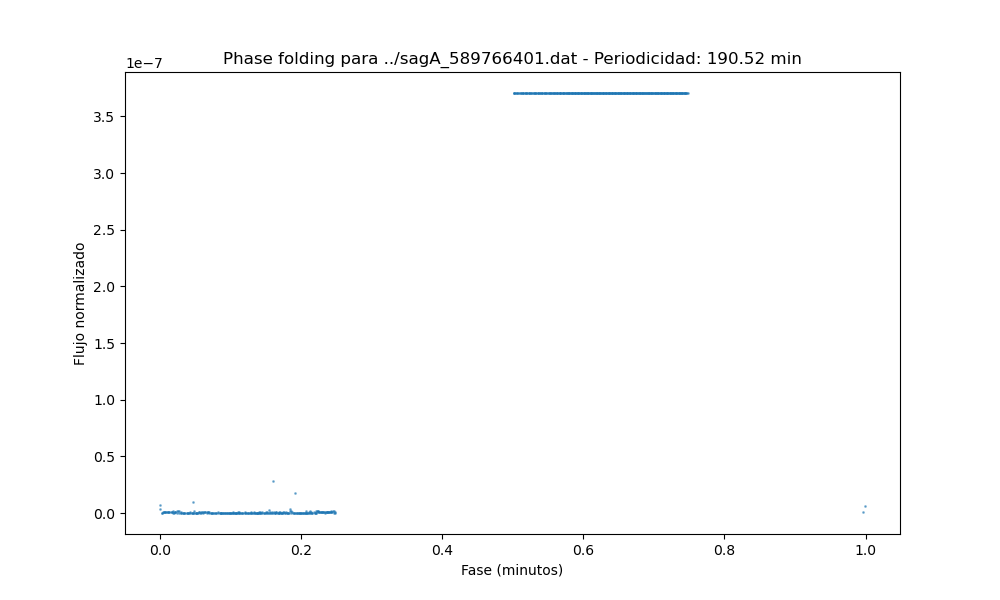 Phase folding para ../sagA_589766401.dat - Periodicidad: 190.52 min
1e−7
3.5
3.0
2.5
2.0
1.5
1.0
0.5
0.0
Flujo normalizado
0.0 0.2 0.4 0.6 0.8 1.0
Fase (minutos)